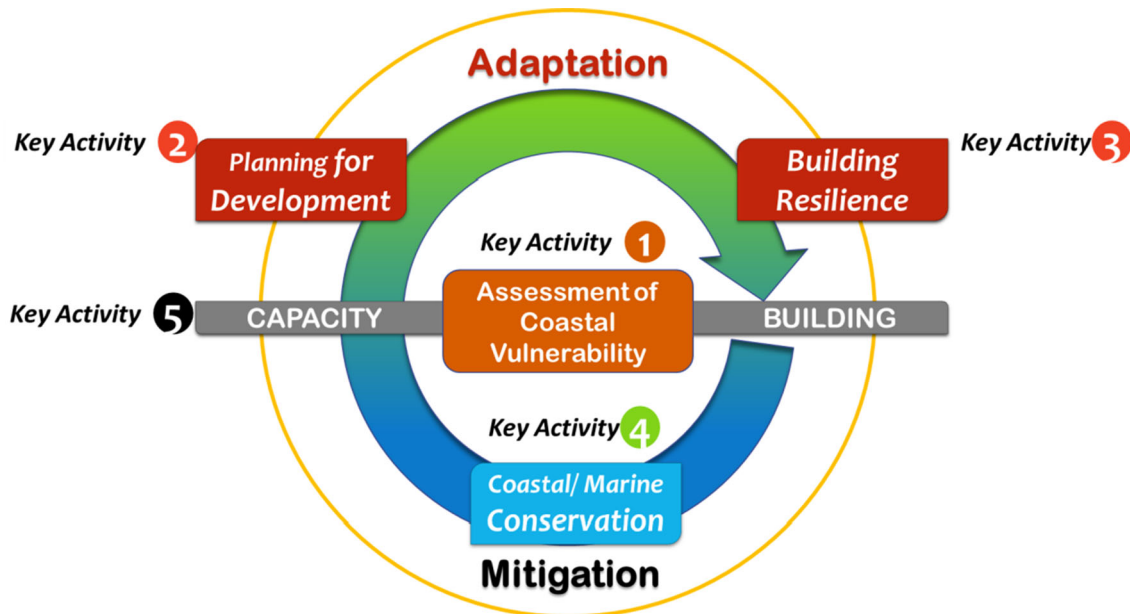 Adaptation
Key Activity 2
Planning for
Development
Building
Resilience
Key Activity 3
Key Activity 1
Assessment of
Coastal
Vulnerability
Key Activity 5
CAPACITY
BUILDING
Key Activity 4
Coastal/ Marine
Conservation
Mitigation